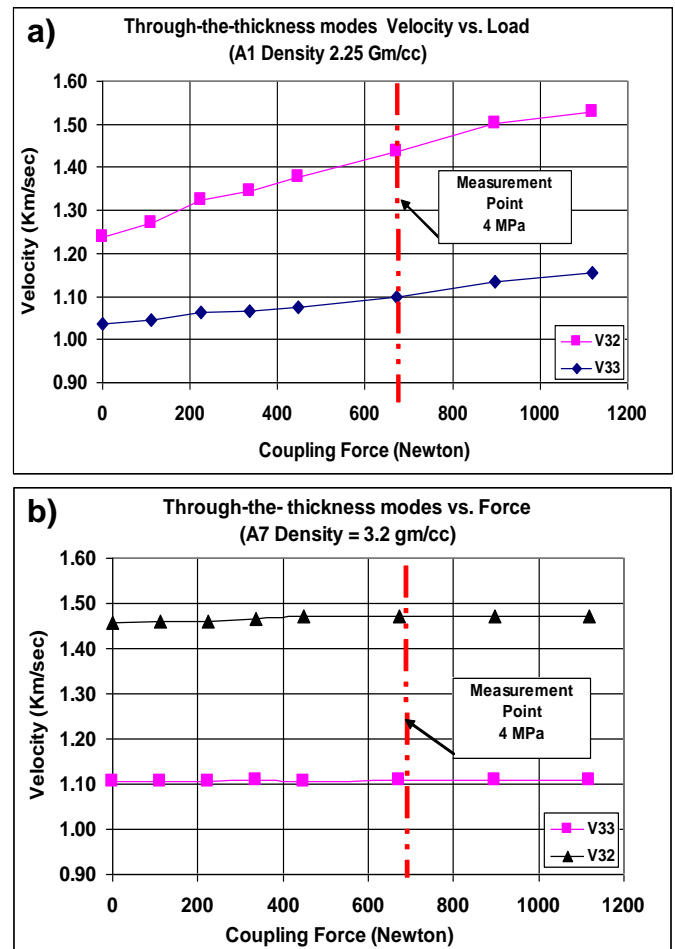 a)
Through-the-thickness modes Velocity vs. Load
(A1 Density 2.25 Gm/cc)
1.60
1.50
1.40
1.30
1.20
1.10
1.00
0.90
Velocity (Km/sec)
Measurement
Point
4 MPa
V32
V33
0 200 400 600 800 1000 1200
Coupling Force (Newton)
b)
Through-the- thickness modes vs. Force
(A7 Density = 3.2 gm/cc)
1.60
1.50
1.40
1.30
1.20
1.10
1.00
0.90
Velocity (Km/sec)
Measurement
Point
4 MPa
V33
V32
0 200 400 600 800 1000 1200
Coupling Force (Newton)